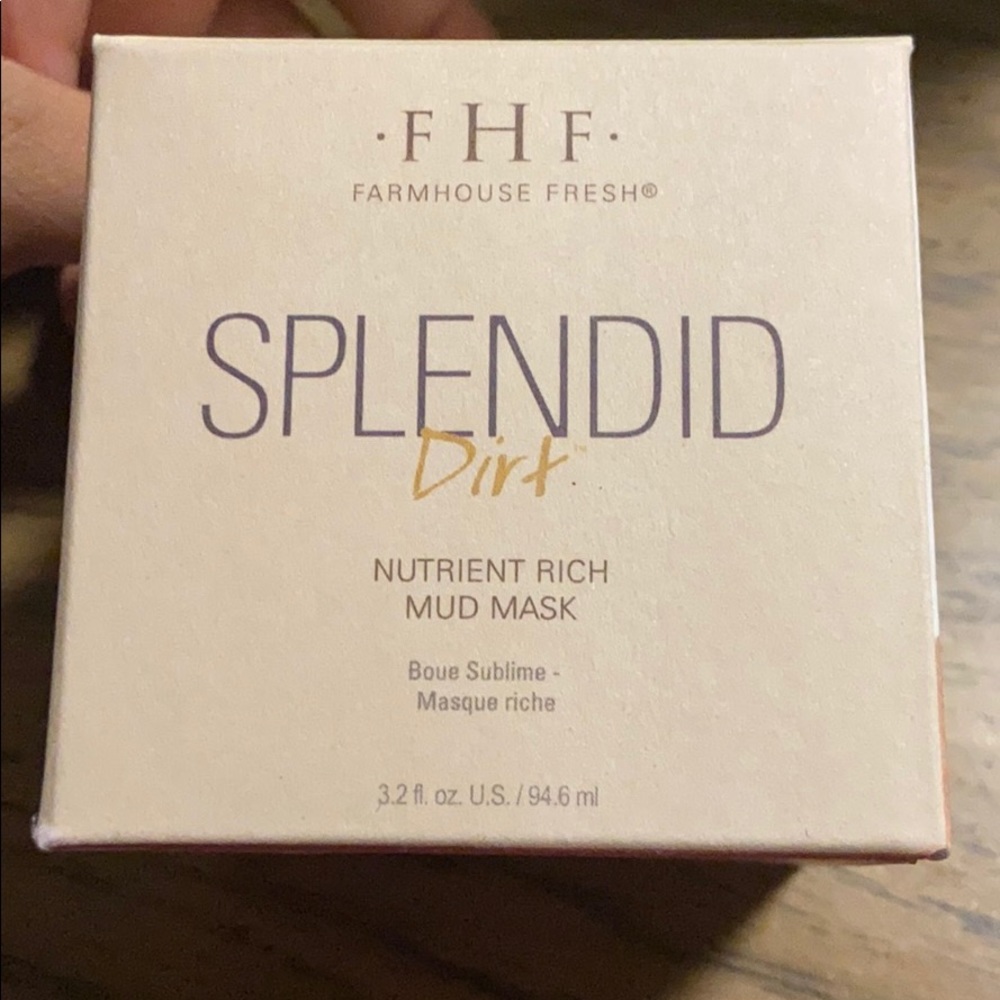 ·F H F·
FARMHOUSE FRESH®
SPLENDID
Dirt™
NUTRIENT RICH
MUD MASK
Boue Sublime -
Masque riche
3.2 fl. oz. U.S. / 94.6 ml